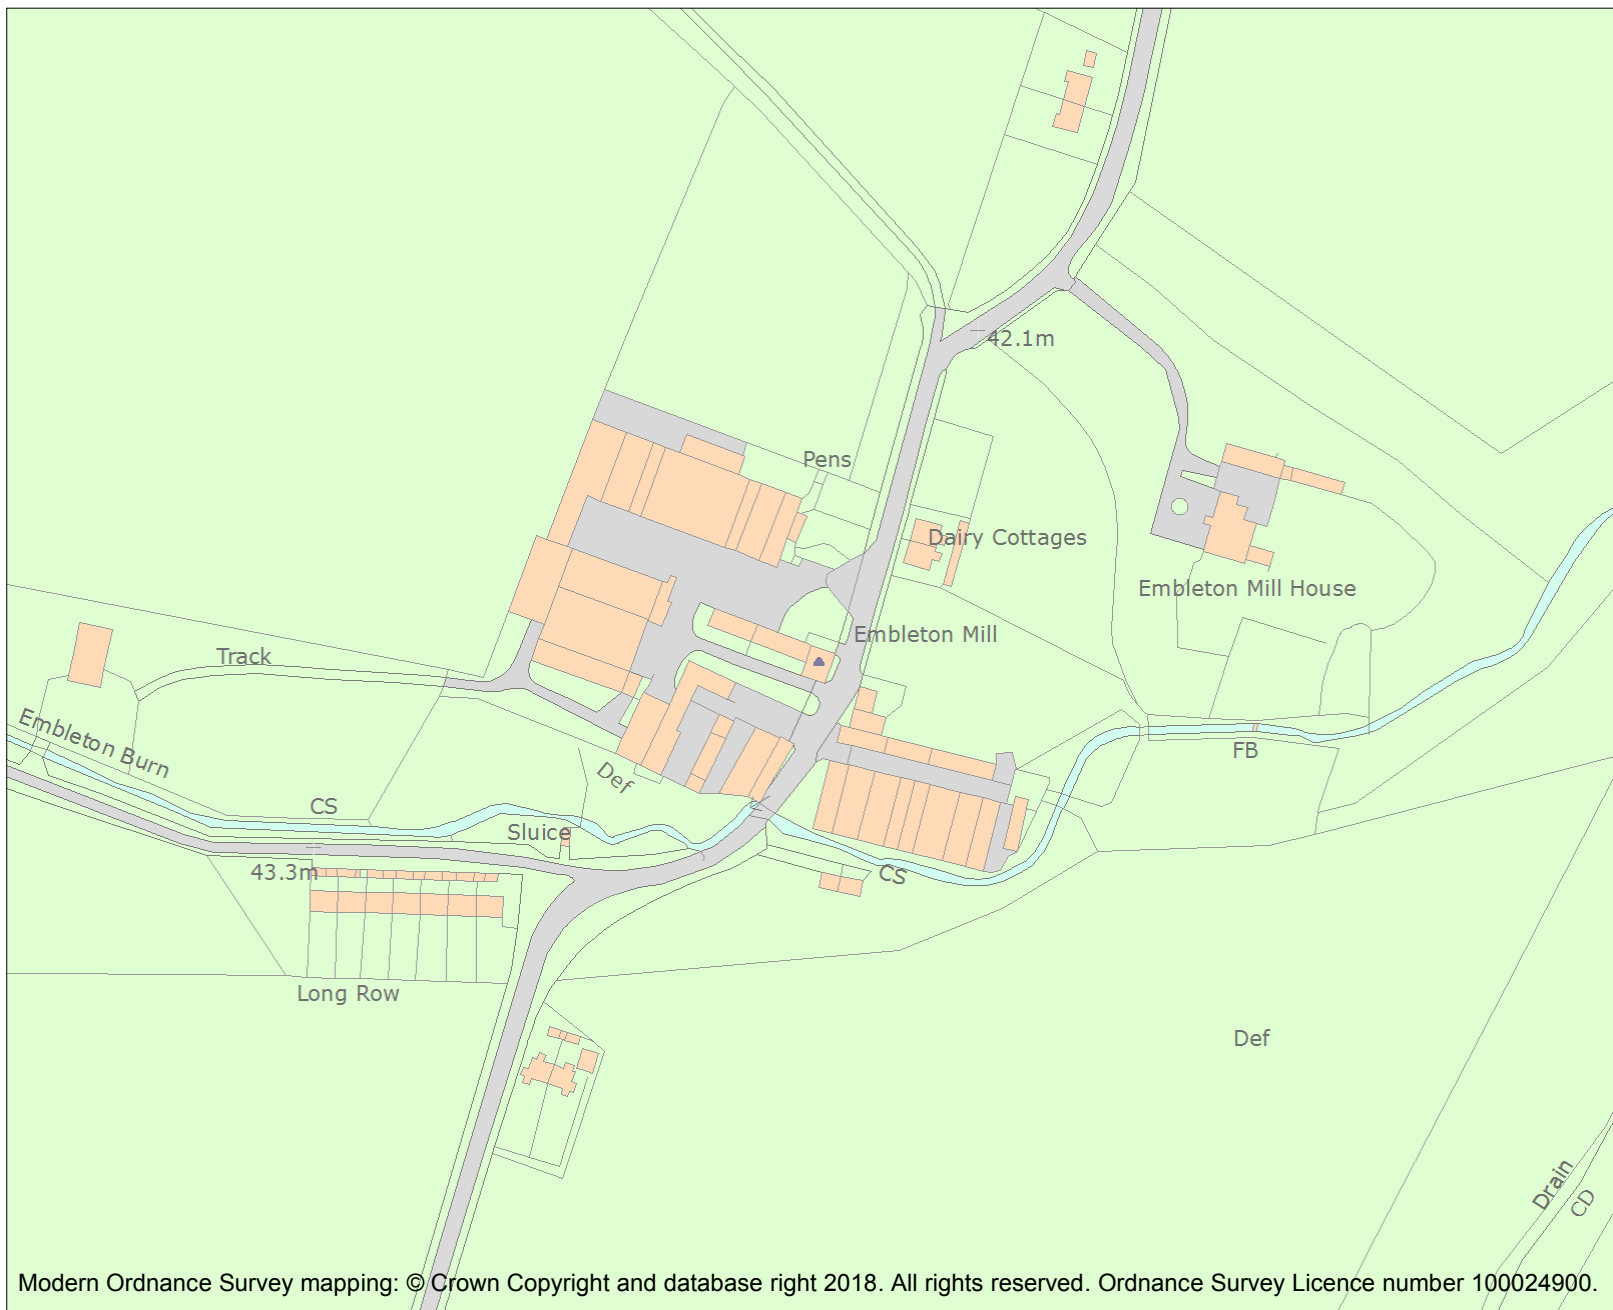 42.1m
Pens
Dairy Cottages
Embleton Mill House
Embleton Mill
Track
Embleton Burn
FB
Def
CS
Sluice
43.3m
CS
Long Row
Def
Drain
CD
Modern Ordnance Survey mapping: © Crown Copyright and database right 2018. All rights reserved. Ordnance Survey Licence number 100024900.